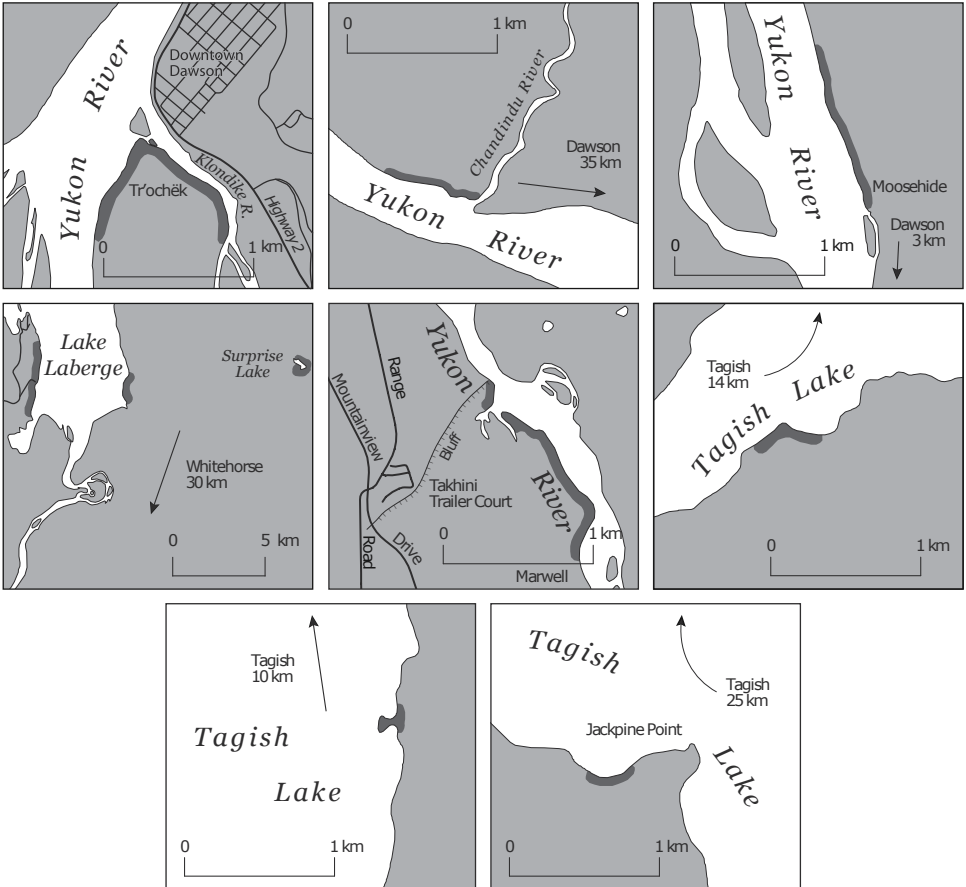 Yukon
River
Downtown
Dawson
Tr'ochëk
Klondike R.
Highway 2
0
1 km
0
1 km
Chandindu River
Dawson
35 km
Yukon
River
Yukon
River
Moosehide
Dawson
3 km
0
1 km
Lake
Laberge
Surprise
Lake
Whitehorse
30 km
0
5 km
Yukon
River
Range
Road
Mountainview
Drive
Bluff
Takhini
Trailer Court
0
1 km
Marwell
Tagish
14 km
Tagish Lake
0
1 km
Tagish
10 km
Tagish
Lake
0
1 km
Tagish
Lake
Tagish
25 km
Jackpine Point
0
1 km